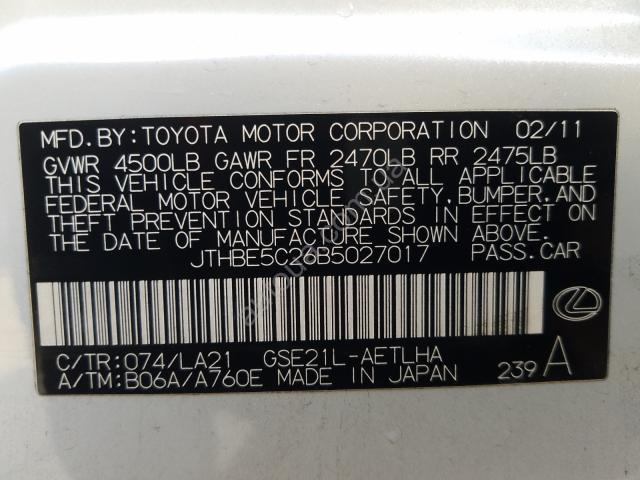 MFD.BY:TOYOTA MOTOR CORPORATION 02/11
GVWR 4500LB GAWR FR 2470LB RR 2475LB
THIS VEHICLE CONFORMS TO ALL APPLICABLE
FEDERAL MOTOR VEHICLE SAFETY,BUMPER,AND
THEFT PREVENTION STANDARDS IN EFFECT ON
THE DATE OF MANUFACTURE SHOWN ABOVE.
JTHBE5C26B5027017 PASS.CAR
C/TR:074/LA21 GSE21L-AETLHA
A/TM:B06A/A760E MADE IN JAPAN 239 A